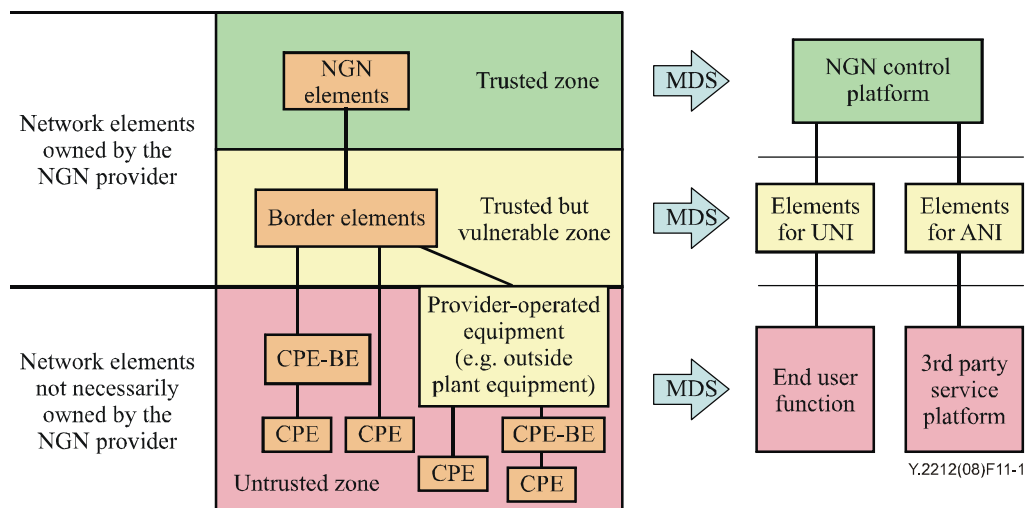 Network elements
owned by the
NGN provider
NGN
elements
Trusted zone
Border elements
Trusted but
vulnerable zone
Network elements
not necessarily
owned by the
NGN provider
Provider-operated
equipment
(e.g. outside
plant equipment)
CPE-BE
CPE
CPE
CPE-BE
CPE
CPE
Untrusted zone
MDS
MDS
MDS
NGN control
platform
Elements
for UNI
Elements
for ANI
End user
function
3rd party
service
platform
Y.2212(08)F11-1